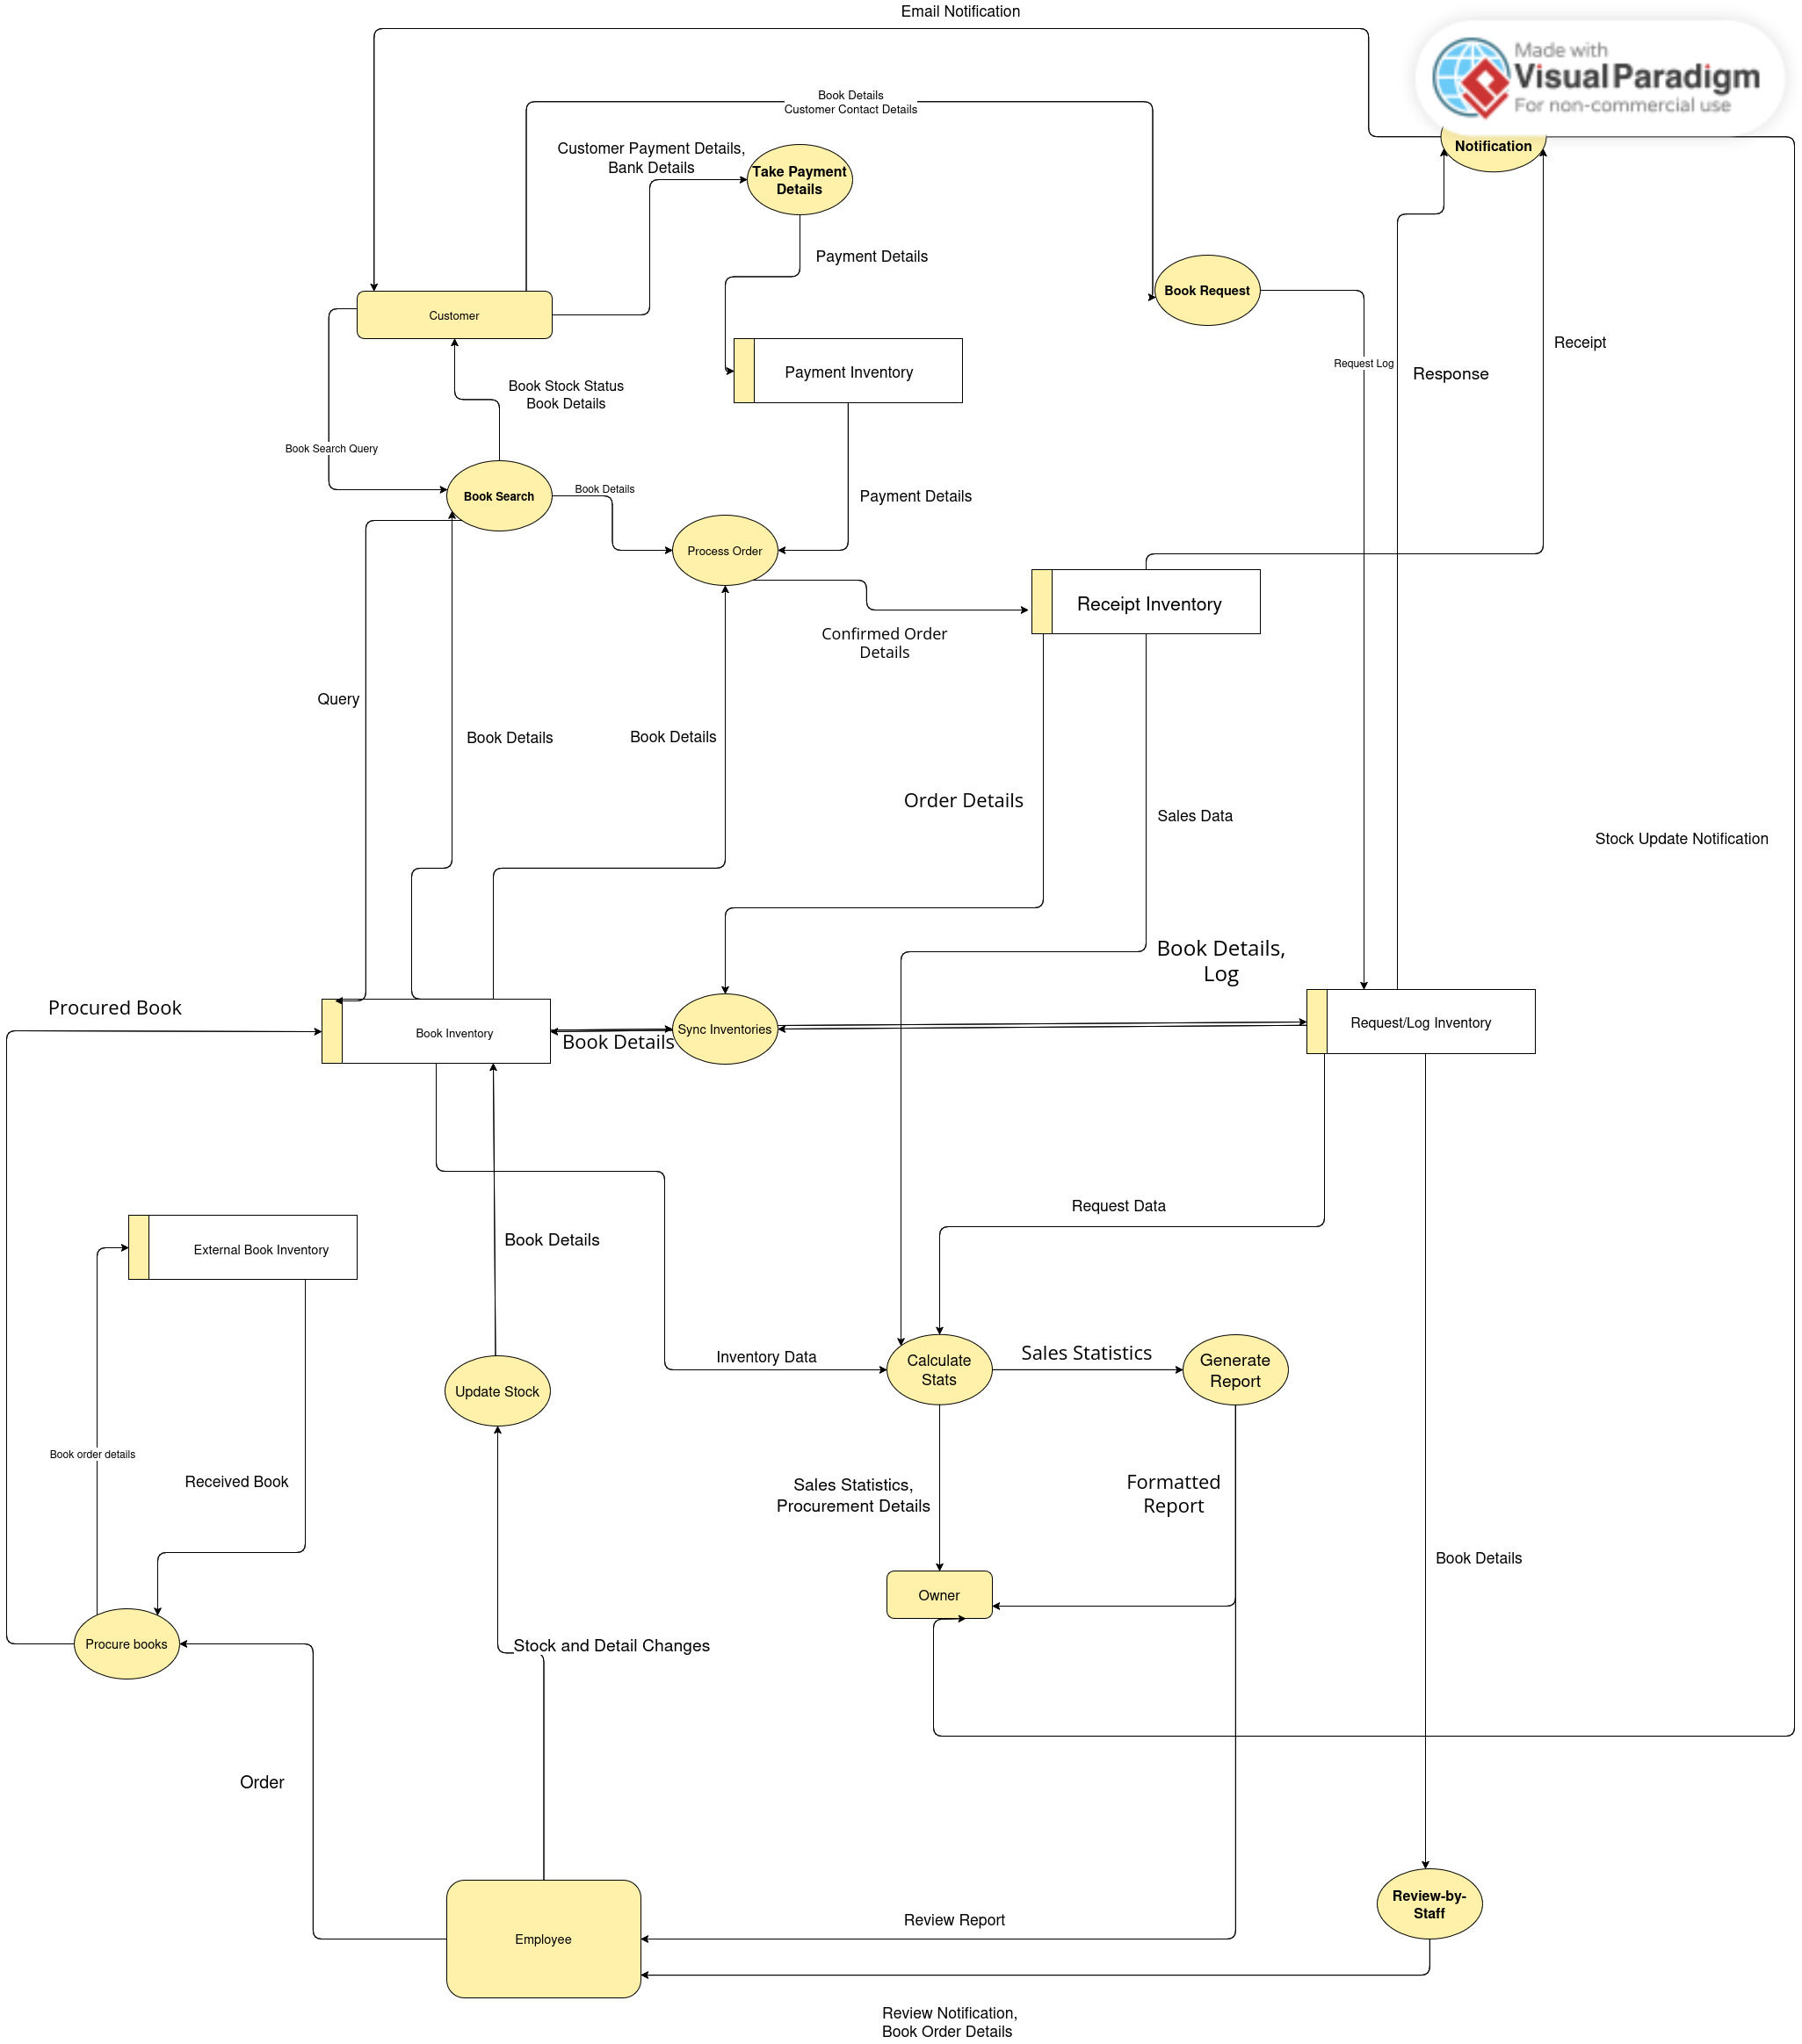 Email Notification
Made with
Visual Paradigm
For non-commercial use
Book Details
Customer Contact Details
Customer Payment Details,
Bank Details
Take Payment
Details
Notification
Payment Details
Book Request
Customer
Payment Inventory
Receipt
Request Log
Response
Book Stock Status
Book Details
Book Search Query
Book Search
Book Details
Payment Details
Process Order
Receipt Inventory
Confirmed Order
Details
Query
Book Details
Book Details
Order Details
Sales Data
Stock Update Notification
Book Details,
Log
Procured Book
Book Inventory
Book Details
Sync Inventories
Request/Log Inventory
Request Data
External Book Inventory
Book Details
Inventory Data
Calculate
Stats
Sales Statistics
Generate
Report
Update Stock
Book order details
Received Book
Sales Statistics,
Procurement Details
Formatted
Report
Book Details
Owner
Procure books
Stock and Detail Changes
Order
Review-by-
Staff
Review Report
Employee
Review Notification,
Book Order Details